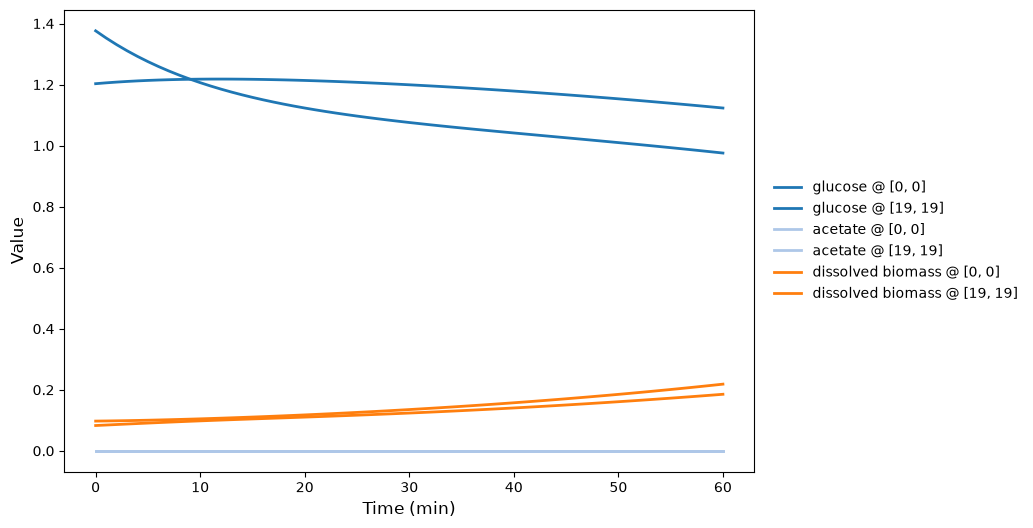 1.4
1.2
1.0
0.8
0.6
0.4
0.2
0.0
Value
0 10 20 30 40 50 60
Time (min)
glucose @ [0, 0]
glucose @ [19, 19]
acetate @ [0, 0]
acetate @ [19, 19]
dissolved biomass @ [0, 0]
dissolved biomass @ [19, 19]